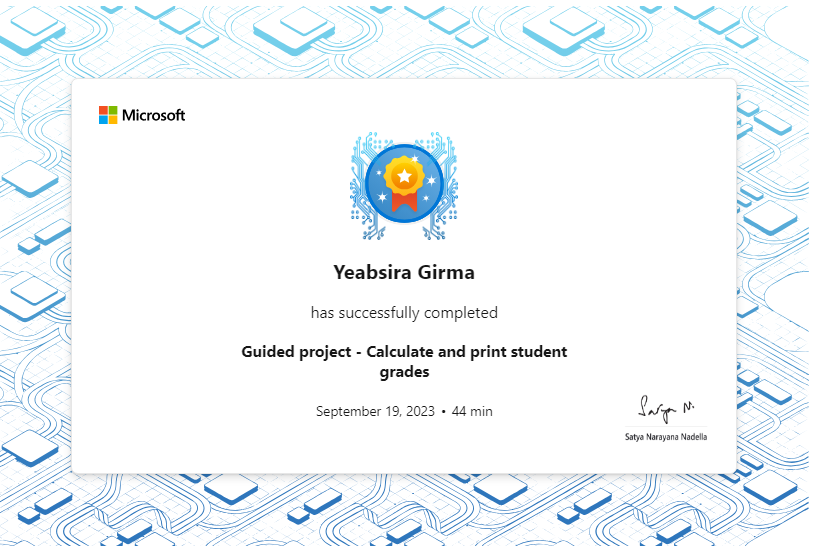 Microsoft
Yeabsira Girma
has successfully completed
Guided project - Calculate and print student
grades
September 19, 2023 • 44 min
Satya N.
Satya Narayana Nadella